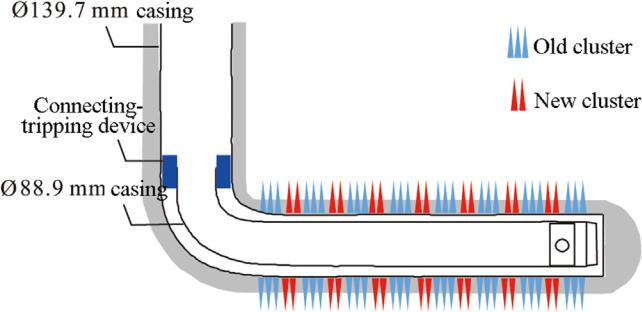 Ø139.7 mm casing
Old cluster
New cluster
Connecting-
tripping device
Ø88.9 mm casing